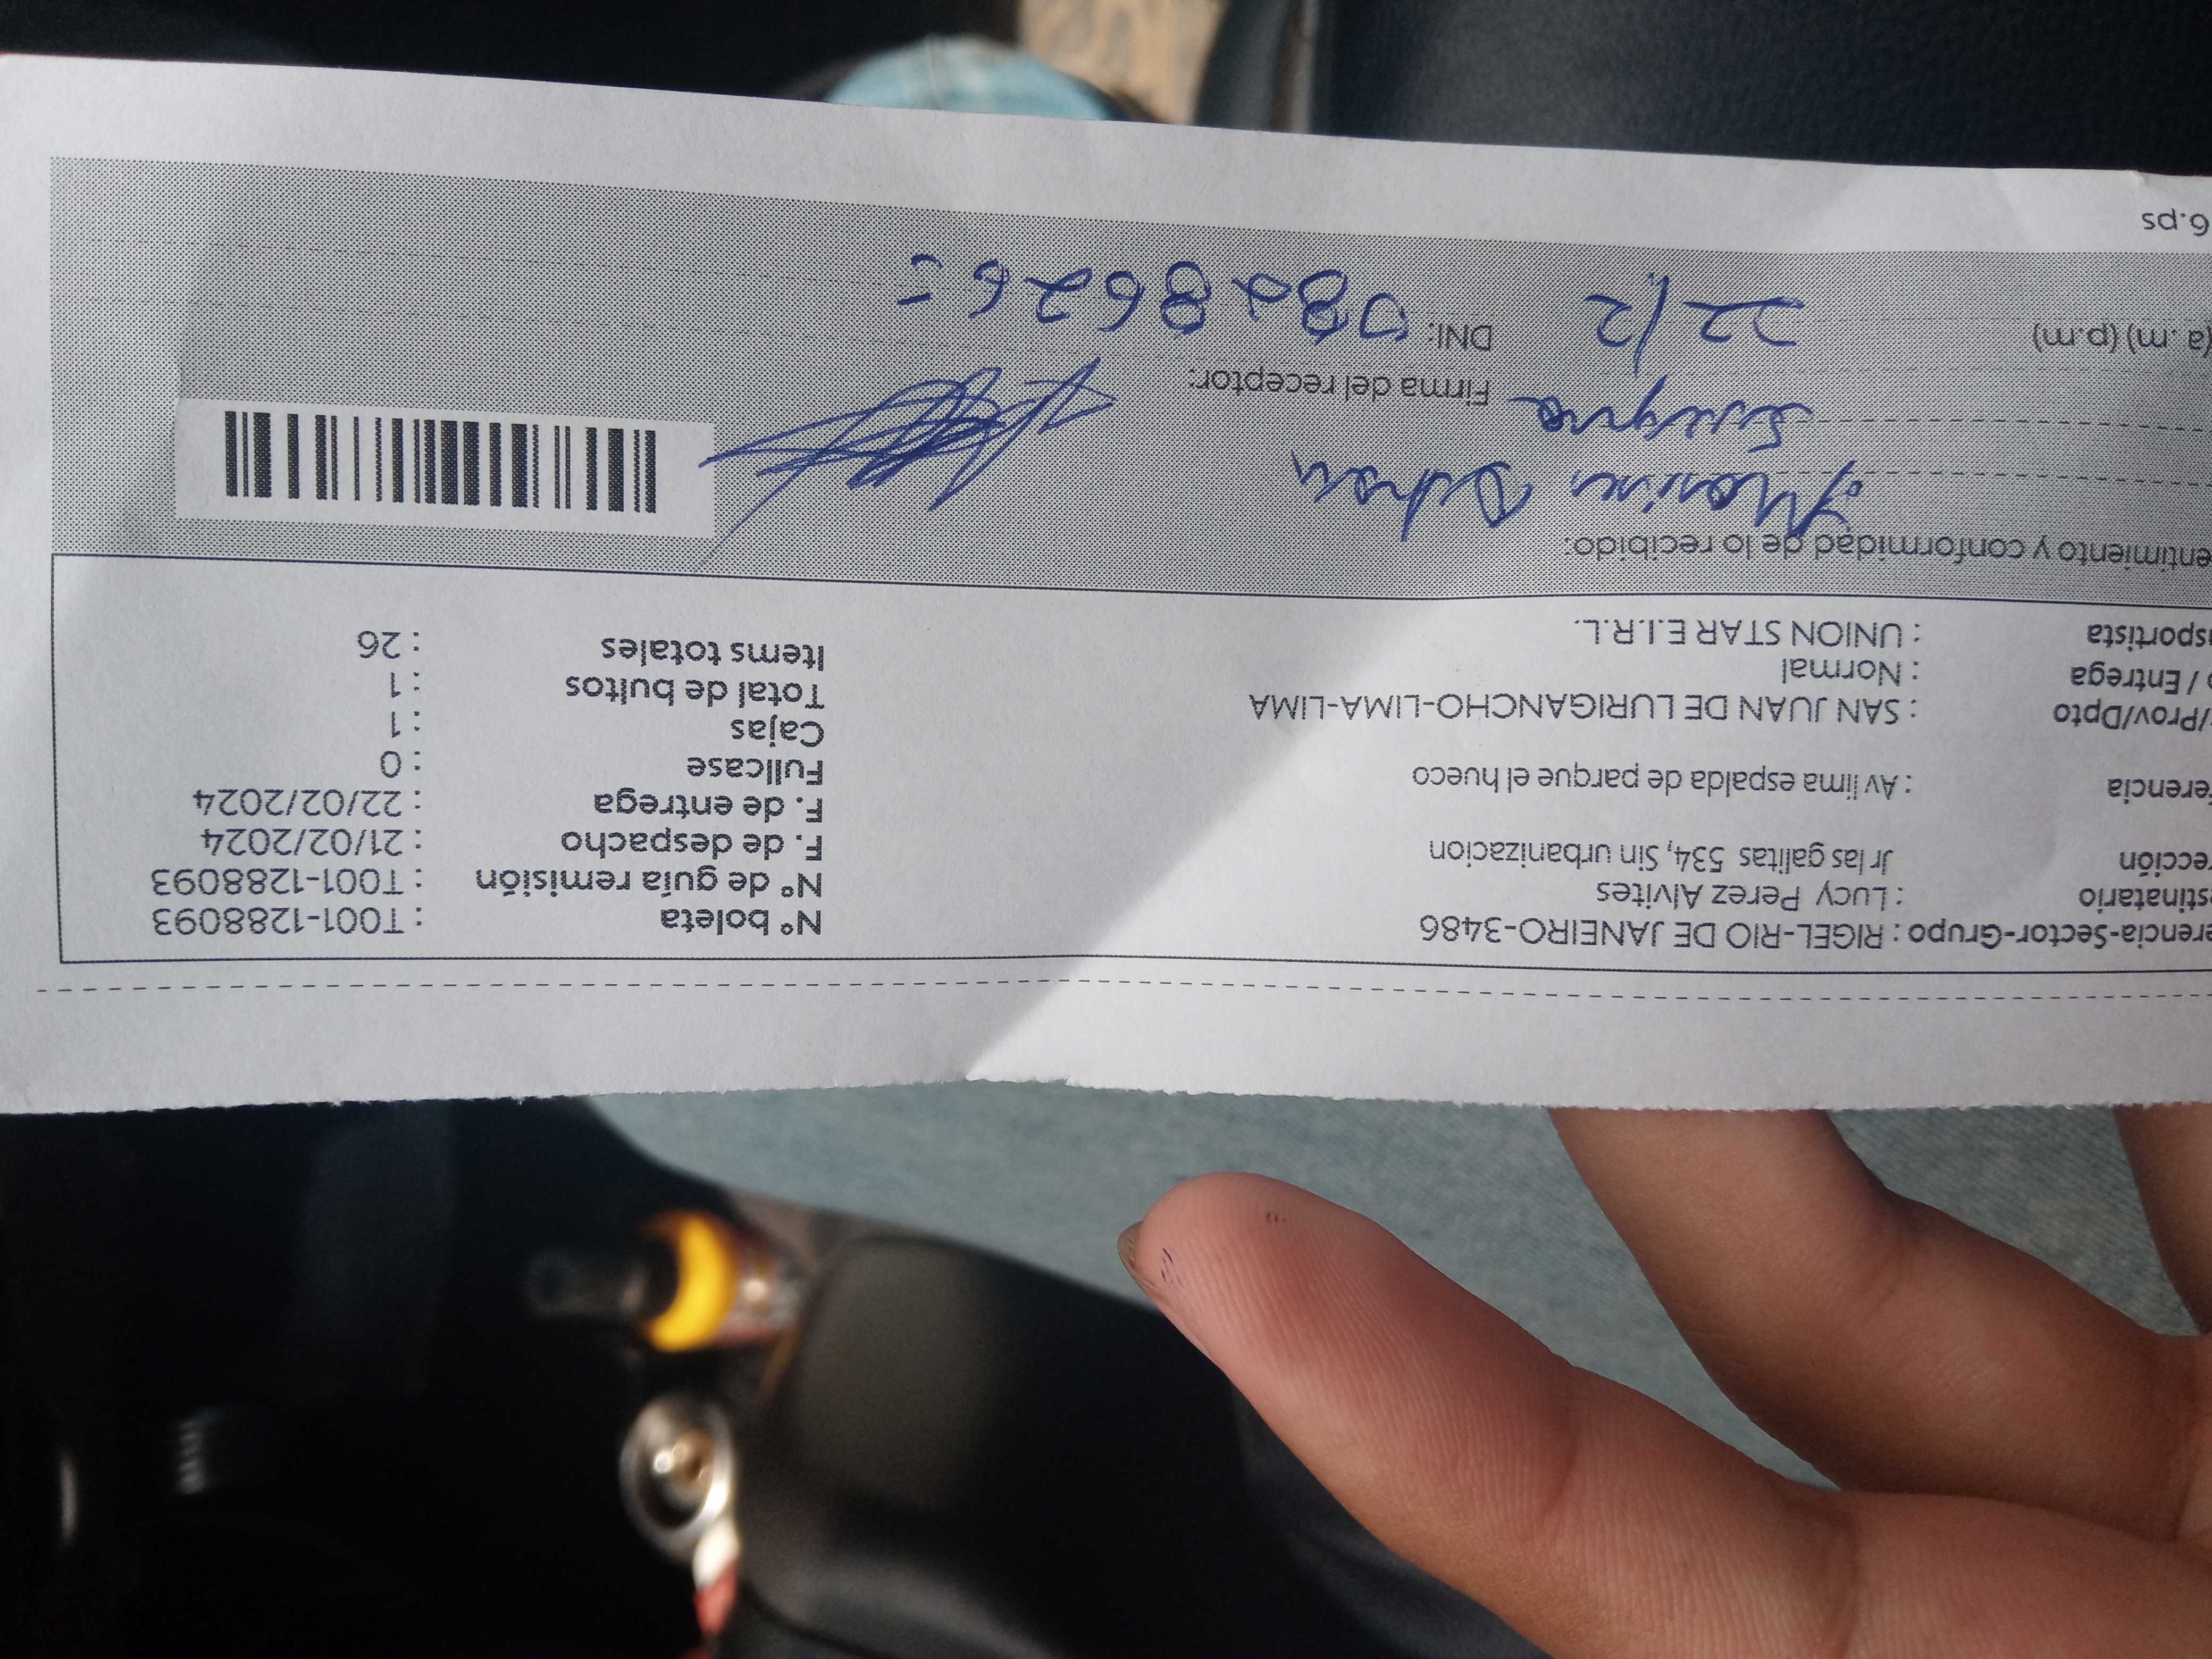 erencia-Sector-Grupo : RIGEL-RIO DE JANEIRO-3486
stinatario : Lucy Perez Alvites
rección Jr las galitas 534, Sin urbanizacion
erencia : Av lima espalda de parque el hueco
/Prov/Dpto : SAN JUAN DE LURIGANCHO-LIMA-LIMA
/ Entrega : Normal
sportista : UNION STAR E.I.R.L.
N° boleta : T001-1288093
N° de guía remisión : T001-1288093
F. de despacho : 21/02/2024
F. de entrega : 22/02/2024
Fullcase : 0
Cajas : 1
Total de bultos : 1
Items totales : 26
entimiento y conformidad de lo recibido:
Firma del receptor:
(a. m) (p.m) 22/2 DNI:
6.ps